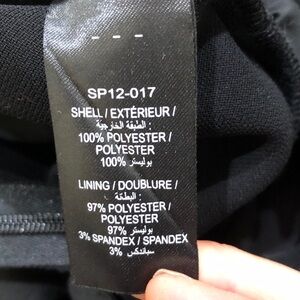 - - -
SP12-017
SHELL / EXTÉRIEUR /
الطبقة الخارجية :
100% POLYESTER /
POLYESTER
بوليستر 100%
LINING / DOUBLURE /
البطانة :
97% POLYESTER /
POLYESTER
بوليستر 97%
3% SPANDEX / SPANDEX
سباندكس 3%